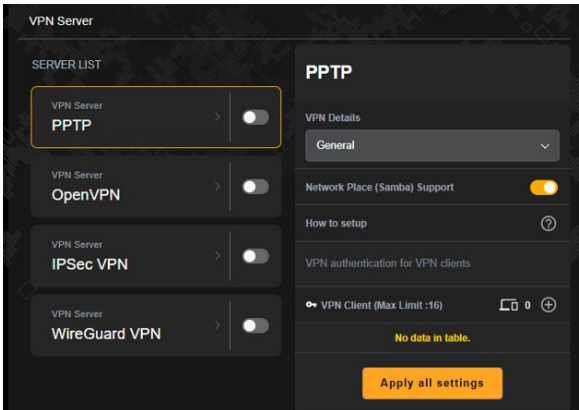 VPN Server
SERVER LIST
VPN Server
PPTP
VPN Server
OpenVPN
VPN Server
IPSec VPN
VPN Server
WireGuard VPN
PPTP
VPN Details
General
Network Place (Samba) Support
How to setup
?
VPN authentication for VPN clients
VPN Client (Max Limit :16)
0
No data in table.
Apply all settings